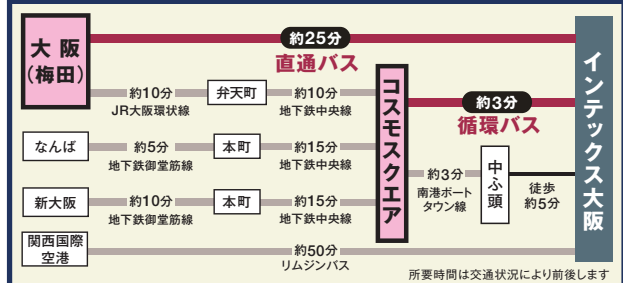 大阪
(梅田)
約25分
直通バス
約10分
JR大阪環状線
弁天町
約10分
地下鉄中央線
コスモスクエア
約3分
循環バス
インテックス大阪
なんば
約5分
地下鉄御堂筋線
本町
約15分
地下鉄中央線
約3分
南港ポート
タウン線
中ふ頭
徒歩
約5分
新大阪
約10分
地下鉄御堂筋線
本町
約15分
地下鉄中央線
関西国際
空港
約50分
リムジンバス
所要時間は交通状況により前後します